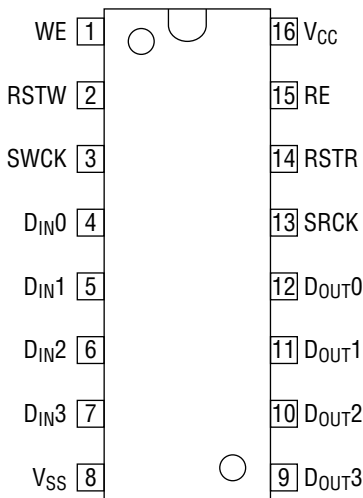 WE 1 16 VCC
RSTW 2 15 RE
SWCK 3 14 RSTR
DIN0 4 13 SRCK
DIN1 5 12 DOUT0
DIN2 6 11 DOUT1
DIN3 7 10 DOUT2
VSS 8 9 DOUT3